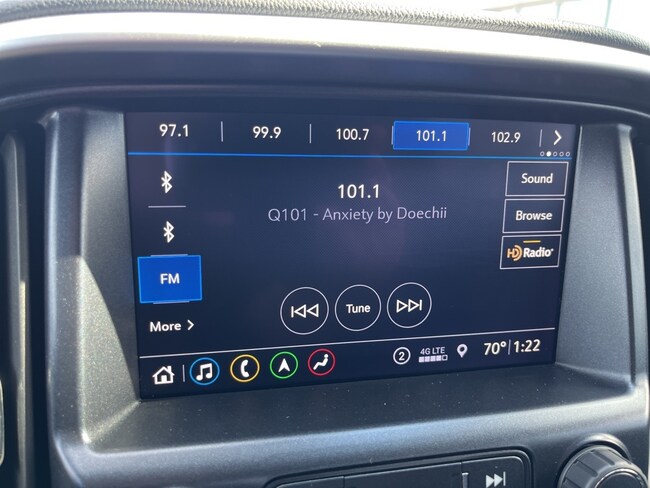 97.1 99.9 100.7 101.1 102.9
101.1
Q101 - Anxiety by Doechii
Sound
Browse
HD Radio
FM
Tune
More
2 4G LTE 70° 1:22